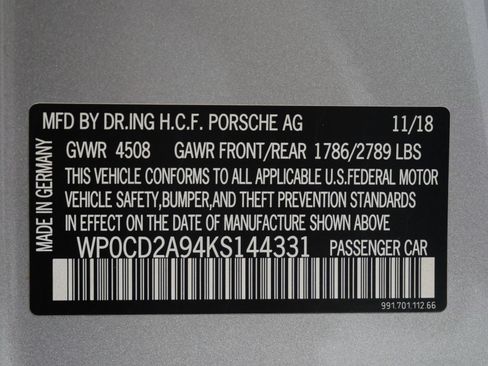 MFD BY DR.ING H.C.F. PORSCHE AG 11/18
GVWR 4508 GAWR FRONT/REAR 1786/2789 LBS
THIS VEHICLE CONFORMS TO ALL APPLICABLE U.S.FEDERAL MOTOR
VEHICLE SAFETY,BUMPER,AND THEFT PREVENTION STANDARDS
IN EFFECT ON THE DATE OF MANUFACTURE SHOWN ABOVE
WP0CD2A94KS144331 PASSENGER CAR
991.701.112.66
MADE IN GERMANY